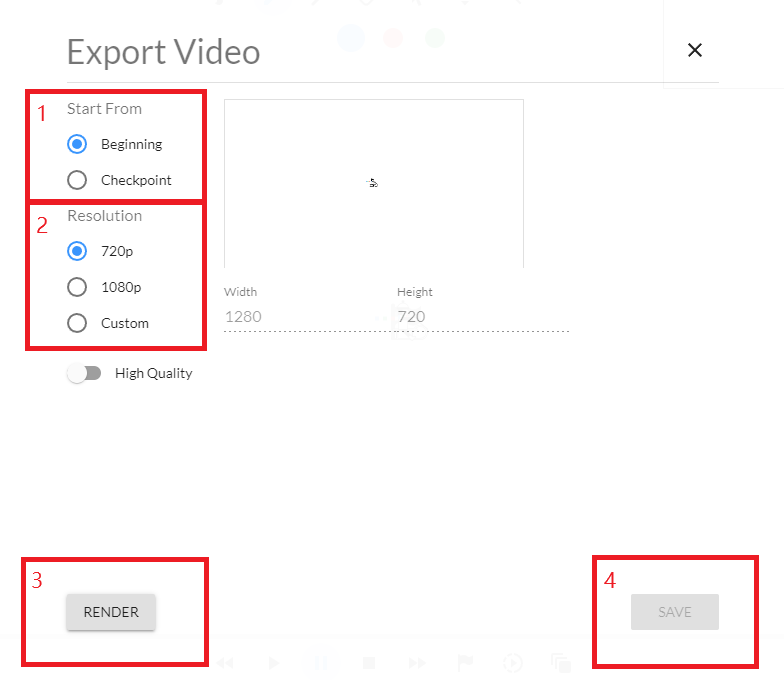 Export Video
1
Start From
Beginning
Checkpoint
2
Resolution
720p
1080p
Custom
Width
Height
1280
720
High Quality
3
RENDER
4
SAVE